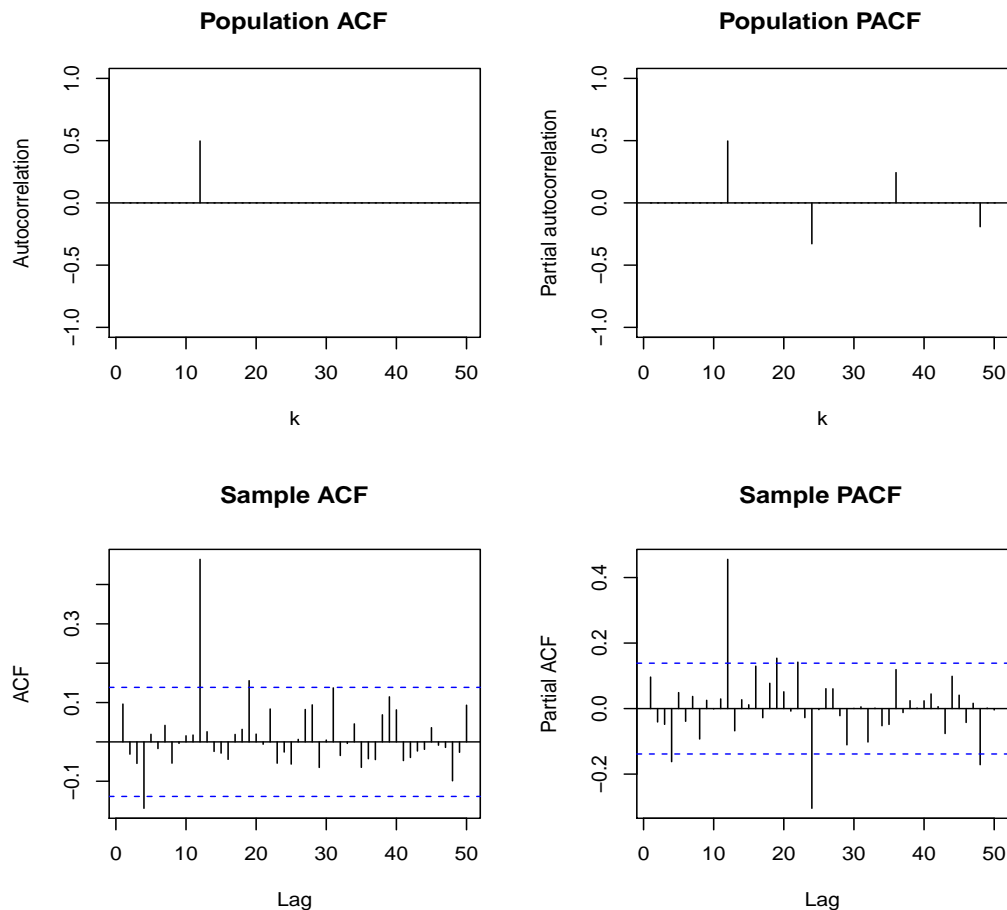 Population ACF
Autocorrelation
1.0
0.5
0.0
−0.5
−1.0
0 10 20 30 40 50
k
Population PACF
Partial autocorrelation
1.0
0.5
0.0
−0.5
−1.0
0 10 20 30 40 50
k
Sample ACF
ACF
0.3
0.1
−0.1
0 10 20 30 40 50
Lag
Sample PACF
Partial ACF
0.4
0.2
0.0
−0.2
0 10 20 30 40 50
Lag